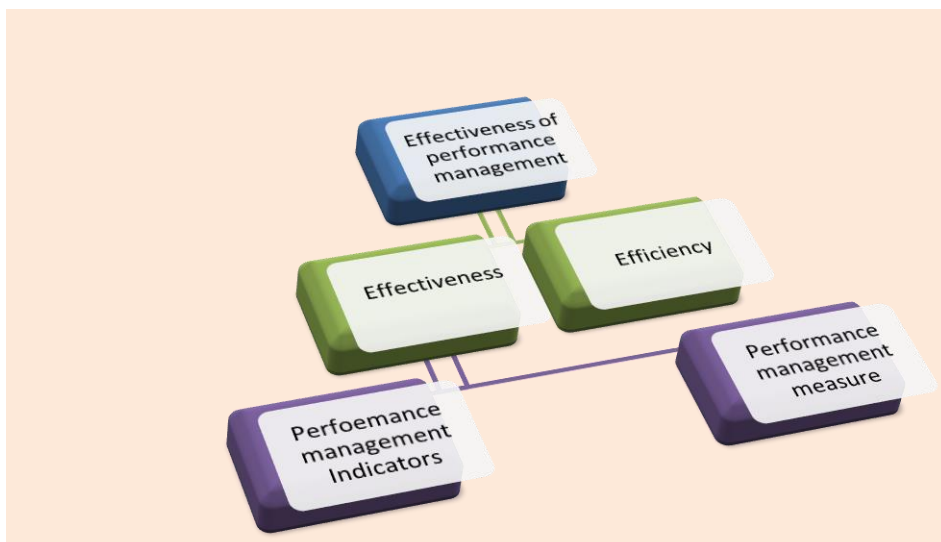 Effectiveness of
performance
management
Effectiveness
Efficiency
Perfoemance
management
Indicators
Performance
management
measure